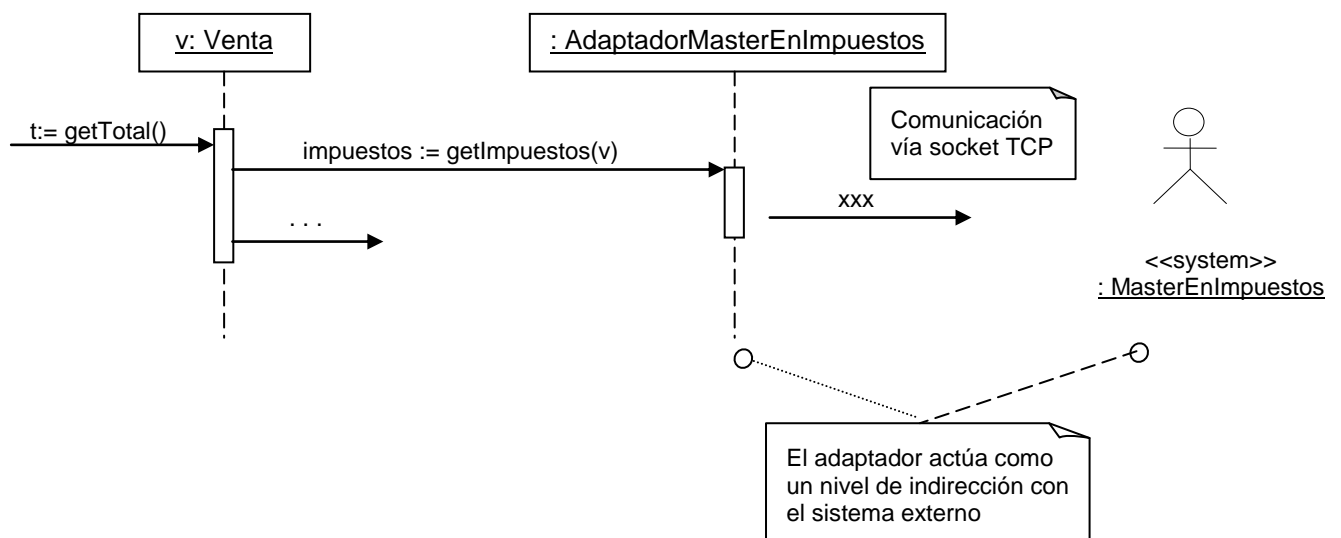 v: Venta
: AdaptadorMasterEnImpuestos
t:= getTotal()
impuestos := getImpuestos(v)
. . .
xxx
Comunicación
vía socket TCP
<<system>>
: MasterEnImpuestos
El adaptador actúa como
un nivel de indirección con
el sistema externo